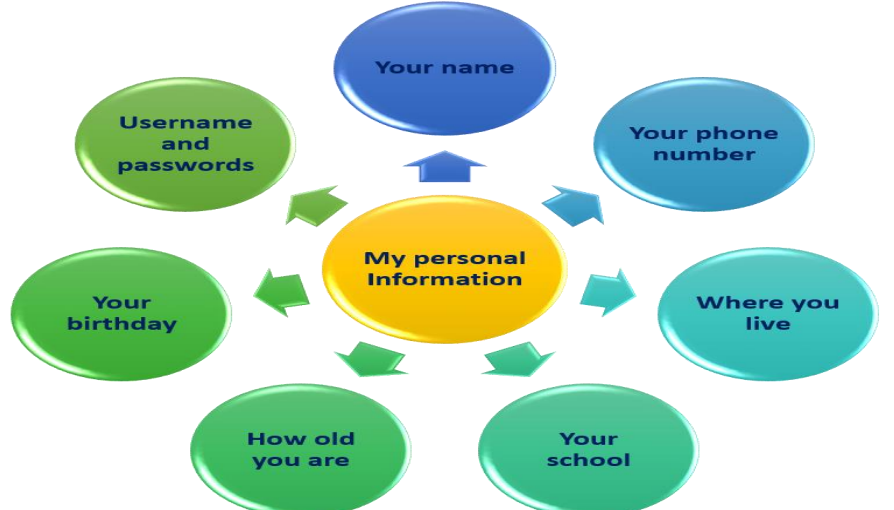 Your name
Your phone
number
Where you
live
Your
school
How old
you are
Your
birthday
Username
and
passwords
My personal
Information